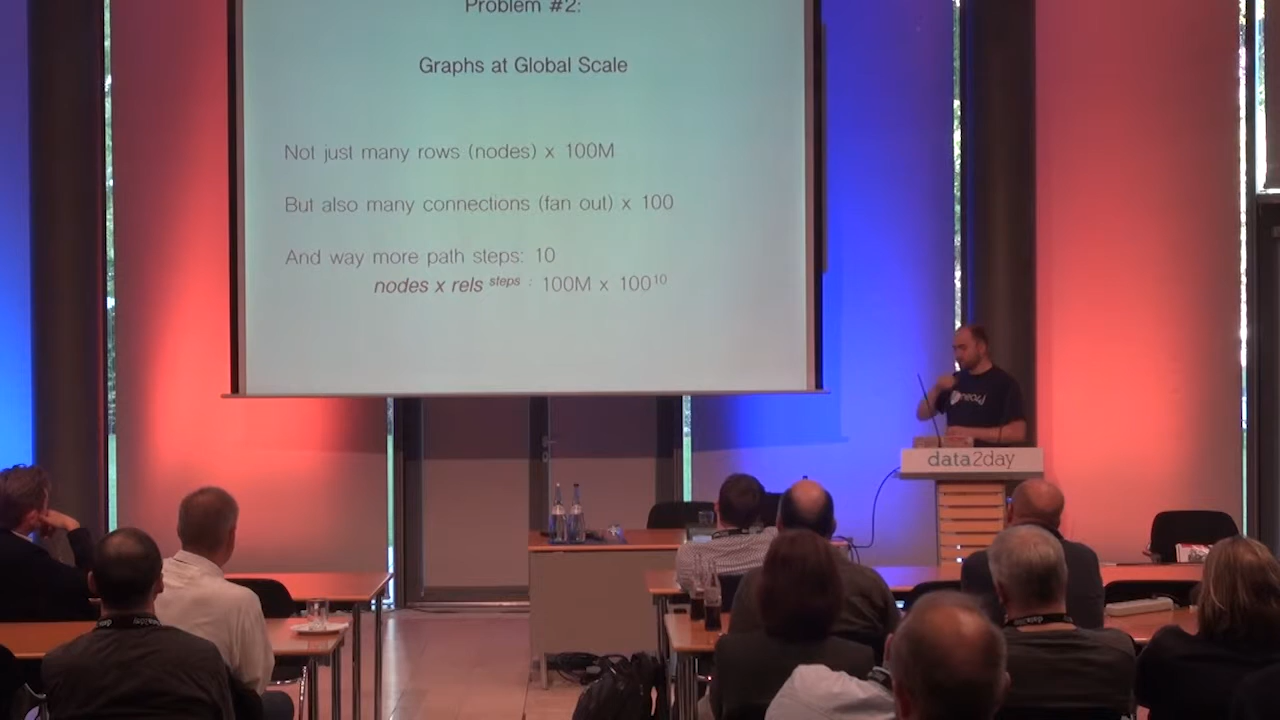 Problem #2:
Graphs at Global Scale
Not just many rows (nodes) x 100M
But also many connections (fan out) x 100
And way more path steps: 10
nodes x rels steps : 100M x 100¹⁰
neo4j
data2day